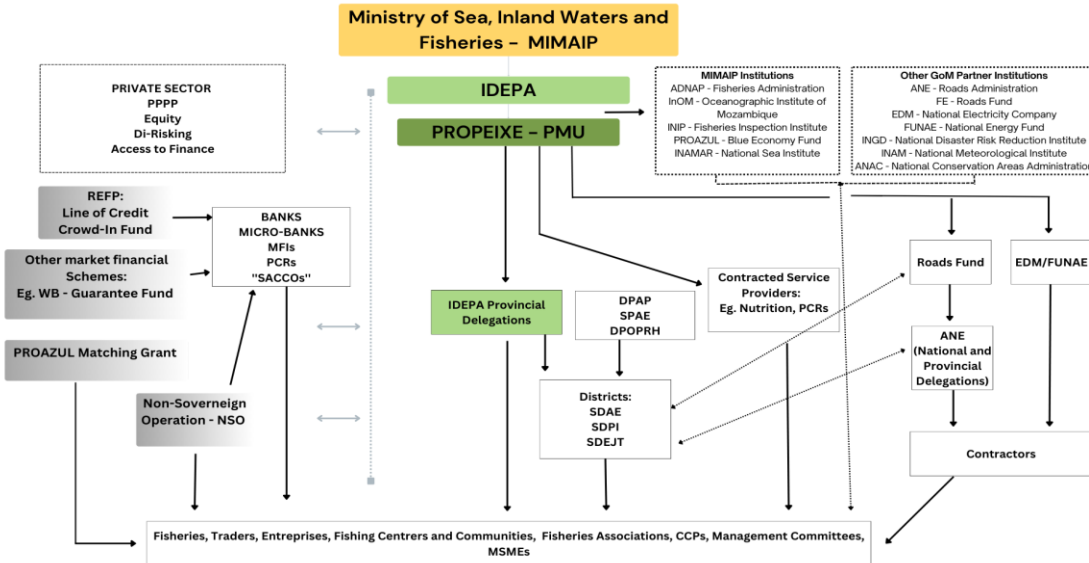 Ministry of Sea, Inland Waters and
Fisheries - MIMAIP
IDEPA
PROPEIXE - PMU
PRIVATE SECTOR
PPPP
Equity
Di-Risking
Access to Finance
MIMAIP Institutions
ADNAP - Fisheries Administration
InOM - Oceanographic Institute of
Mozambique
INIP - Fisheries Inspection Institute
PROAZUL - Blue Economy Fund
INAMAR - National Sea Institute
Other GoM Partner Institutions
ANE - Roads Administration
FE - Roads Fund
EDM - National Electricity Company
FUNAE - National Energy Fund
INGD - National Disaster Risk Reduction Institute
INAM - National Meteorological Institute
ANAC - National Conservation Areas Administration
REFP:
Line of Credit
Crowd-In Fund
Other market financial
Schemes:
Eg. WB - Guarantee Fund
PROAZUL Matching Grant
Non-Soverneign
Operation - NSO
BANKS
MICRO-BANKS
MFIs
PCRs
"SACCOs"
IDEPA Provincial
Delegations
DPAP
SPAE
DPOPRH
Contracted Service
Providers:
Eg. Nutrition, PCRs
Districts:
SDAE
SDPI
SDEJT
Roads Fund
EDM/FUNAE
ANE
(National and
Provincial
Delegations)
Contractors
Fisheries, Traders, Entreprises, Fishing Centrers and Communities, Fisheries Associations, CCPs, Management Committees,
MSMEs